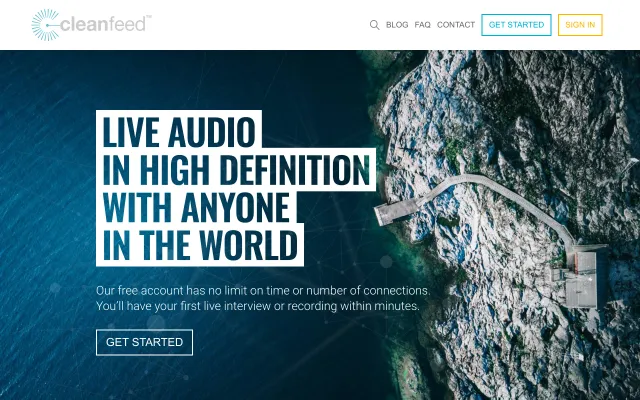 cleanfeed™
BLOG FAQ CONTACT GET STARTED SIGN IN
LIVE AUDIO
IN HIGH DEFINITION
WITH ANYONE
IN THE WORLD
Our free account has no limit on time or number of connections.
You'll have your first live interview or recording within minutes.
GET STARTED